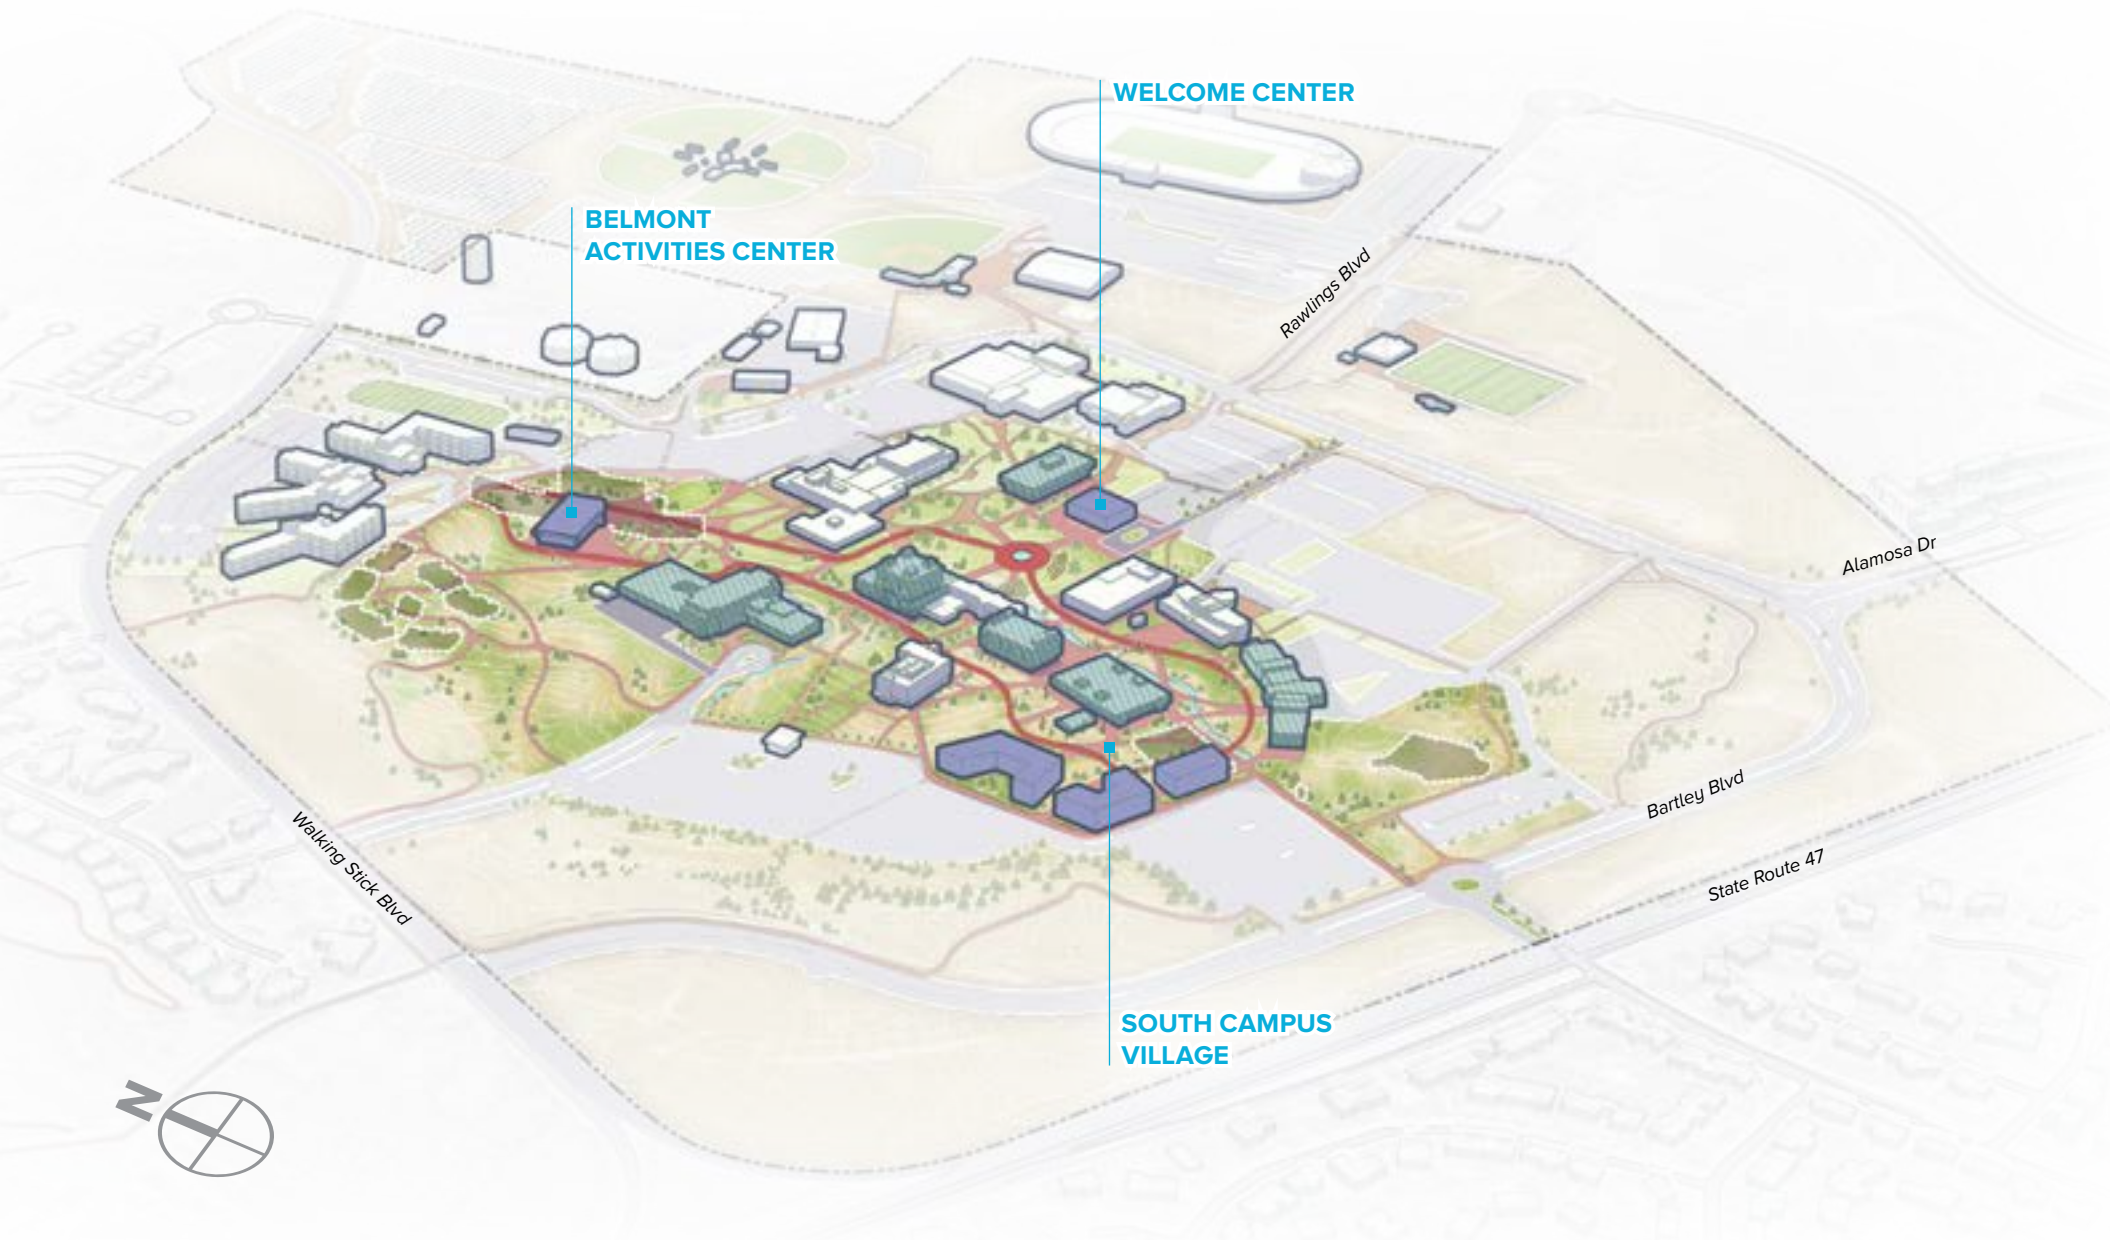 WELCOME CENTER
BELMONT
ACTIVITIES CENTER
Rawlings Blvd
Alamosa Dr
Bartley Blvd
State Route 47
Walking Stick Blvd
SOUTH CAMPUS
VILLAGE
N